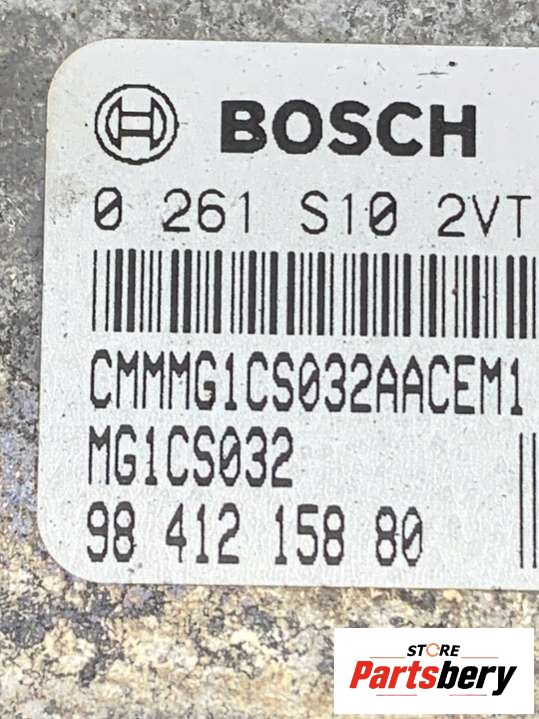 BOSCH
0 261 S10 2VT
CMMMG1CS032AACEM1
MG1CS032
98 412 158 80
STORE
Partsbery